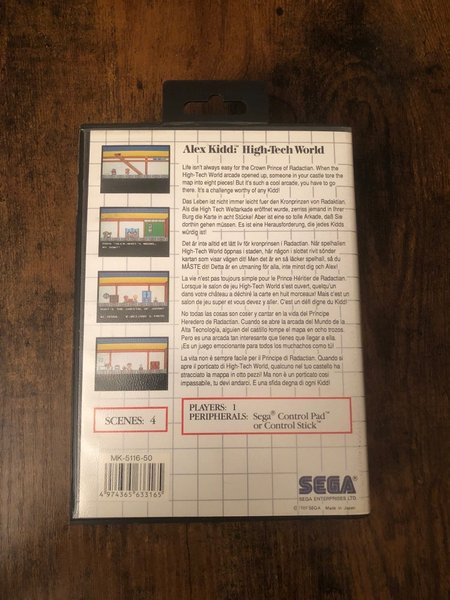 Alex Kidd:™ High-Tech World
Life isn't always easy for the Crown Prince of Radactian. When the
High-Tech World arcade opened up, someone in your castle tore the
map into eight pieces! But it's such a cool arcade, you have to go
there. It's a challenge worthy of any Kidd!
Das Leben ist nicht immer leicht fuer den Kronprinzen von Radaktian.
Als die High Tech Weltarkade eröffnet wurde, zerriss jemand in Ihrer
Burg die Karte in acht Stücke! Aber ist eine so tolle Arkade, daß Sie
dorthin gehen müssen. Es ist eine Herausforderung, die jedes Kidds
würdig ist!
Det är inte alltid ett lätt liv för kronprinsen i Radactian. När spelhallen
High-Tech World öppnas i staden, har någon i slottet rivit sönder
kartan som visar vägen dit! Men det är en så läcker spelhall, så du
MÅSTE dit! Detta är en utmaning för alla, inte minst dig och Alex!
La vie n'est pas toujours simple pour le Prince Héritier de Radactian.
Lorsque le salon de jeu High-Tech World s'est ouvert, quelqu'un
dans votre château a déchiré la carte en huit morceaux! Mais c'est un
salon de jeu super et vous devez y aller. C'est un défi digne du Kidd!
No todas las cosas son coser y cantar en la vida del Príncipe
Heredero de Radactian. Cuando se abre la arcada del Mundo de la
Alta Tecnología, alguien del castillo rompe el mapa en ocho trozos.
Pero es una arcada tan interesante que tienes que llegar a ella.
¡Es un juego emocionante para todos los muchachos como tú!
La vita non è sempre facile per il Principe di Radactian. Quando si
apre il porticato di High-Tech World, qualcuno nel tuo castello ha
stracciato la mappa in otto pezzi! Ma non è un porticato così
impassabile, tu devi andarci. E una sfida degna di ogni Kidd!
SCENES: 4
PLAYERS: 1
PERIPHERALS: Sega® Control Pad™
or Control Stick™
MK-5116-50
4 974365 633165
SEGA®
SEGA ENTERPRISES LTD.
SEGA Made in Japan